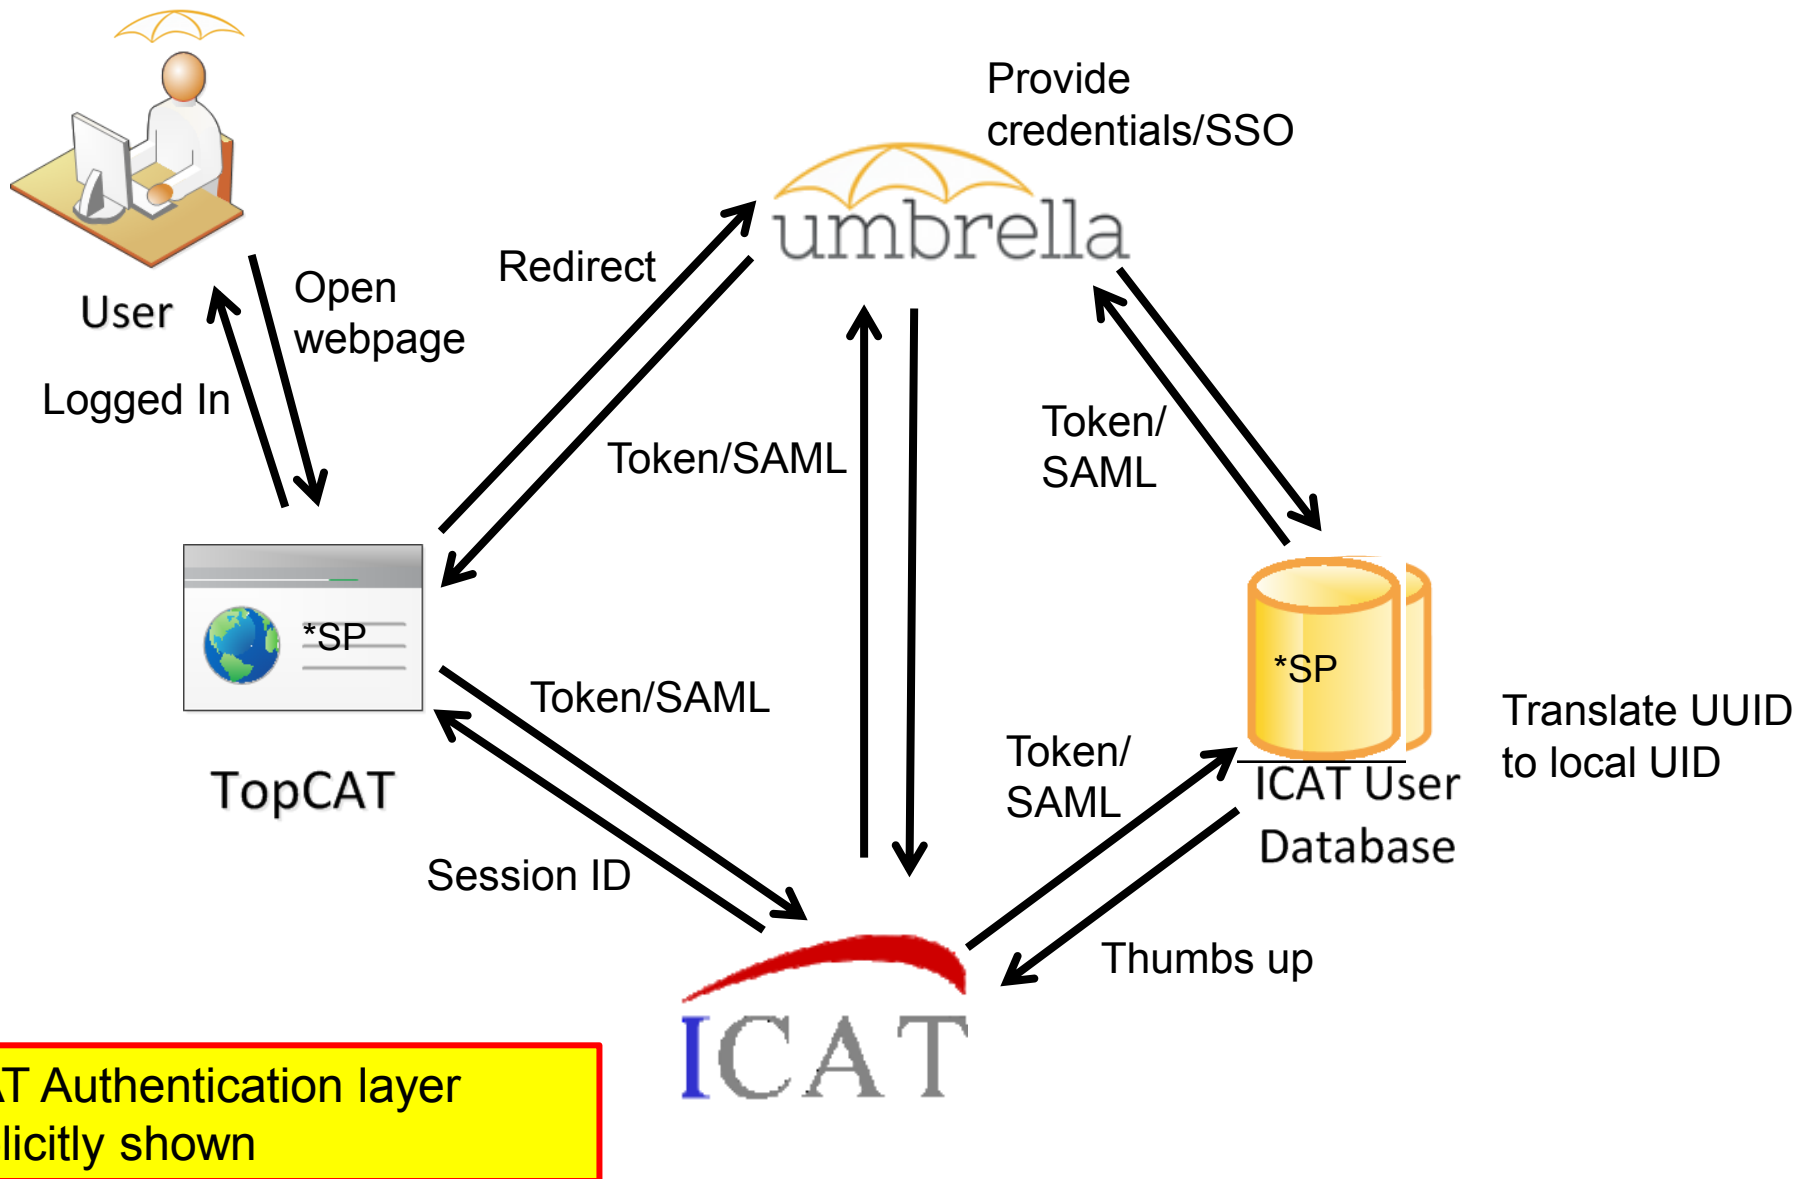 Provide
credentials/SSO
umbrella
Redirect
Open
webpage
User
Logged In
Token/SAML
Token/
SAML
*SP
*SP
Token/SAML
Translate UUID
to local UID
Token/
SAML
TopCAT
ICAT User
Database
Session ID
Thumbs up
ICAT
Authentication layer
shown